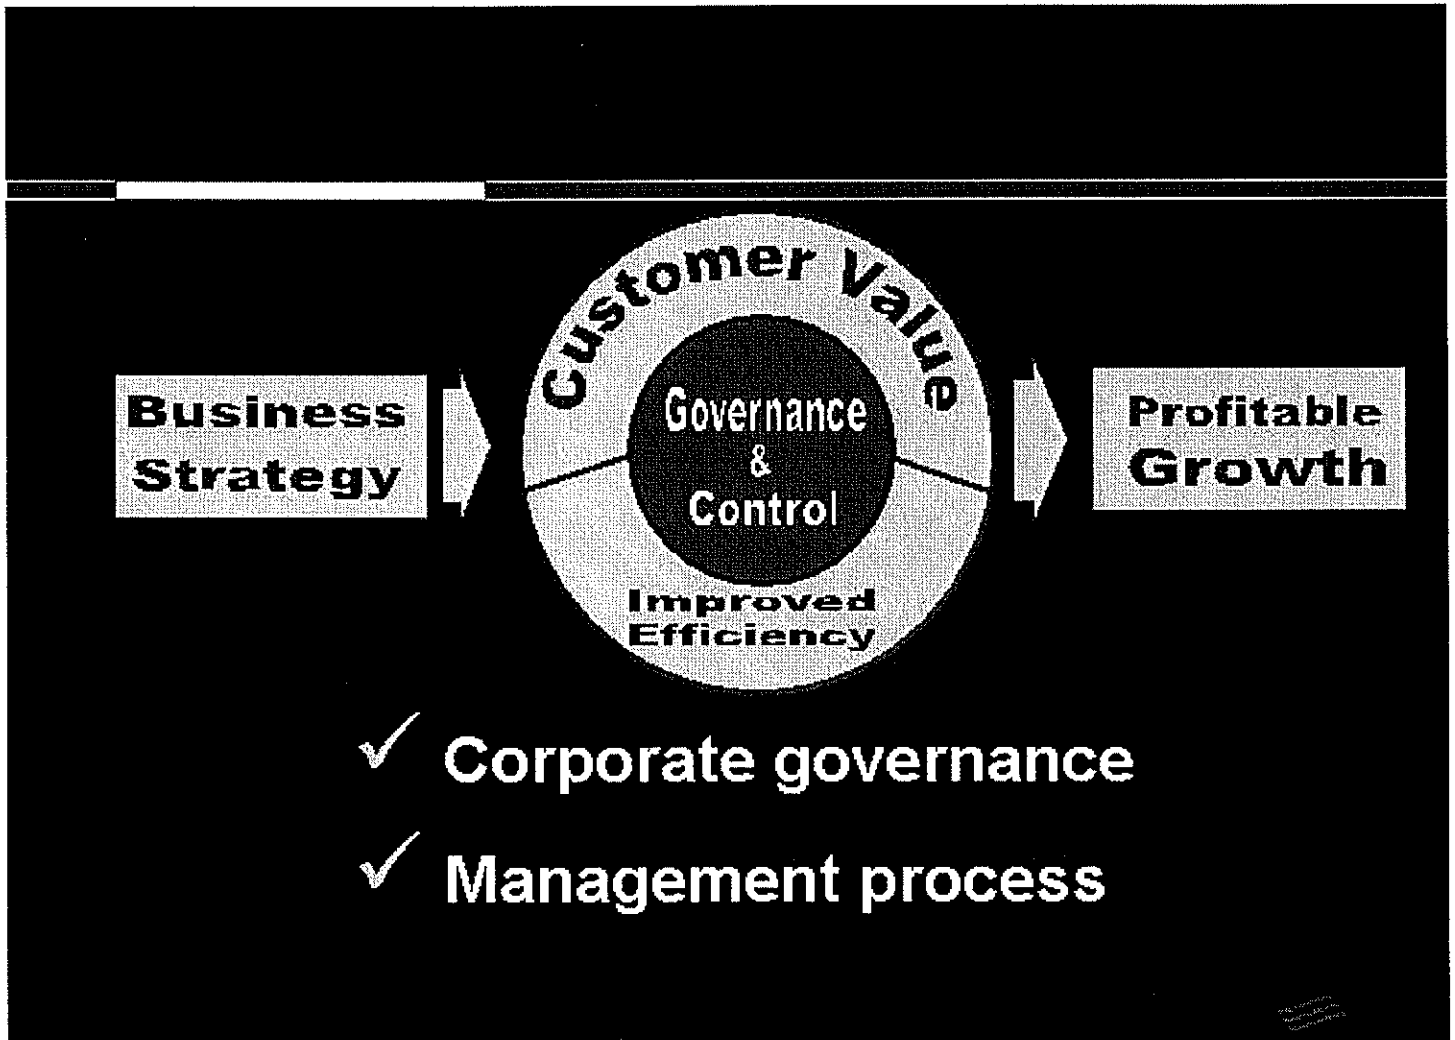 Customer Value
Business
Strategy
Governance
&
Control
Profitable
Growth
Improved
Efficiency
✓ Corporate governance
✓ Management process